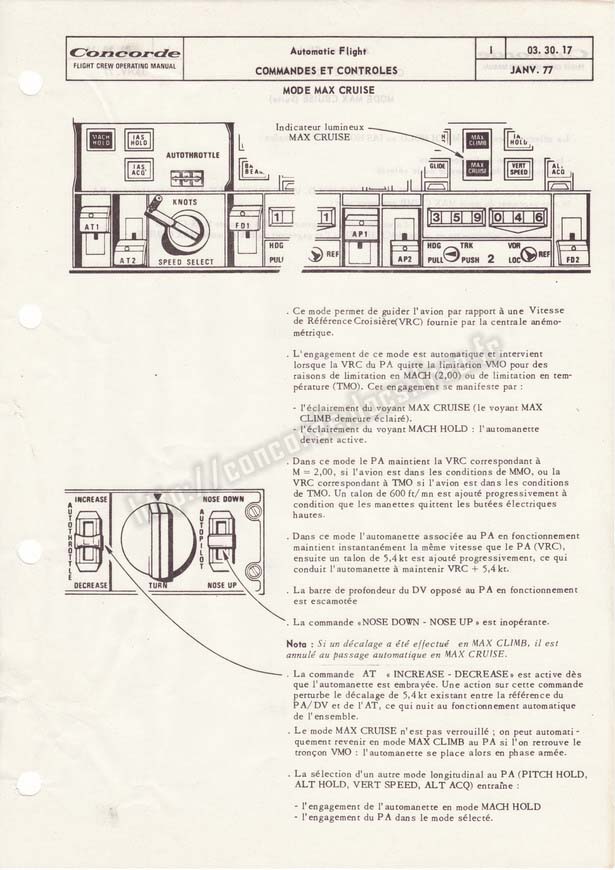 Concorde
FLIGHT CREW OPERATING MANUAL
Automatic Flight
COMMANDES ET CONTROLES
1
03. 30. 17
JANV. 77
MODE MAX CRUISE
Indicateur lumineux
MAX CRUISE
MACH HOLD
IAS HOLD
IAS ACQ
AUTOTHROTTLE
KNOTS
AT1
AT2
SPEED SELECT
FD1
HDG
PULL
1
1
REF
AP1
AP2
MAX CLIMB
GLIDE
MAX CRUISE
VERT SPEED
ALT ACQ
359
046
HDG TRK VOR
PULL PUSH 2 LOC REF
FD2
. Ce mode permet de guider l'avion par rapport à une Vitesse
de Référence Croisière(VRC) fournie par la centrale anémo-
métrique.
. L'engagement de ce mode est automatique et intervient
lorsque la VRC du PA quitte la limitation VMO pour des
raisons de limitation en MACH (2,00) ou de limitation en tem-
pérature (TMO). Cet engagement se manifeste par :
- l'éclairement du voyant MAX CRUISE (le voyant MAX
CLIMB demeure éclairé).
- l'éclairement du voyant MACH HOLD : l'automanette
devient active.
. Dans ce mode le PA maintient la VRC correspondant à
M = 2,00, si l'avion est dans les conditions de MMO, ou la
VRC correspondant à TMO si l'avion est dans les conditions
de TMO. Un talon de 600 ft/mn est ajouté progressivement à
condition que les manettes quittent les butées électriques
hautes.
. Dans ce mode l'automanette associée au PA en fonctionnement
maintient instantanément la même vitesse que le PA (VRC),
ensuite un talon de 5,4 kt est ajouté progressivement, ce qui
conduit l'automanette à maintenir VRC + 5,4 kt.
. La barre de profondeur du DV opposé au PA en fonctionnement
est escamotée
. La commande «NOSE DOWN - NOSE UP » est inopérante.
Nota : Si un décalage a été effectué en MAX CLIMB, il est
annulé au passage automatique en MAX CRUISE.
. La commande AT « INCREASE - DECREASE» est active dès
que l'automanette est embrayée. Une action sur cette commande
perturbe le décalage de 5,4 kt existant entre la référence du
PA/DV et de l'AT, ce qui nuit au fonctionnement automatique
de l'ensemble.
. Le mode MAX CRUISE n'est pas verrouillé ; on peut automati-
quement revenir en mode MAX CLIMB au PA si l'on retrouve le
tronçon VMO : l'automanette se place alors en phase armée.
. La sélection d'un autre mode longitudinal au PA (PITCH HOLD,
ALT HOLD, VERT SPEED, ALT ACQ) entraîne :
- l'engagement de l'automanette en mode MACH HOLD
- l'engagement du PA dans le mode sélecté.
INCREASE
AUTOTHROTTLE
DECREASE
TURN
NOSE DOWN
AUTOPILOT
NOSE UP